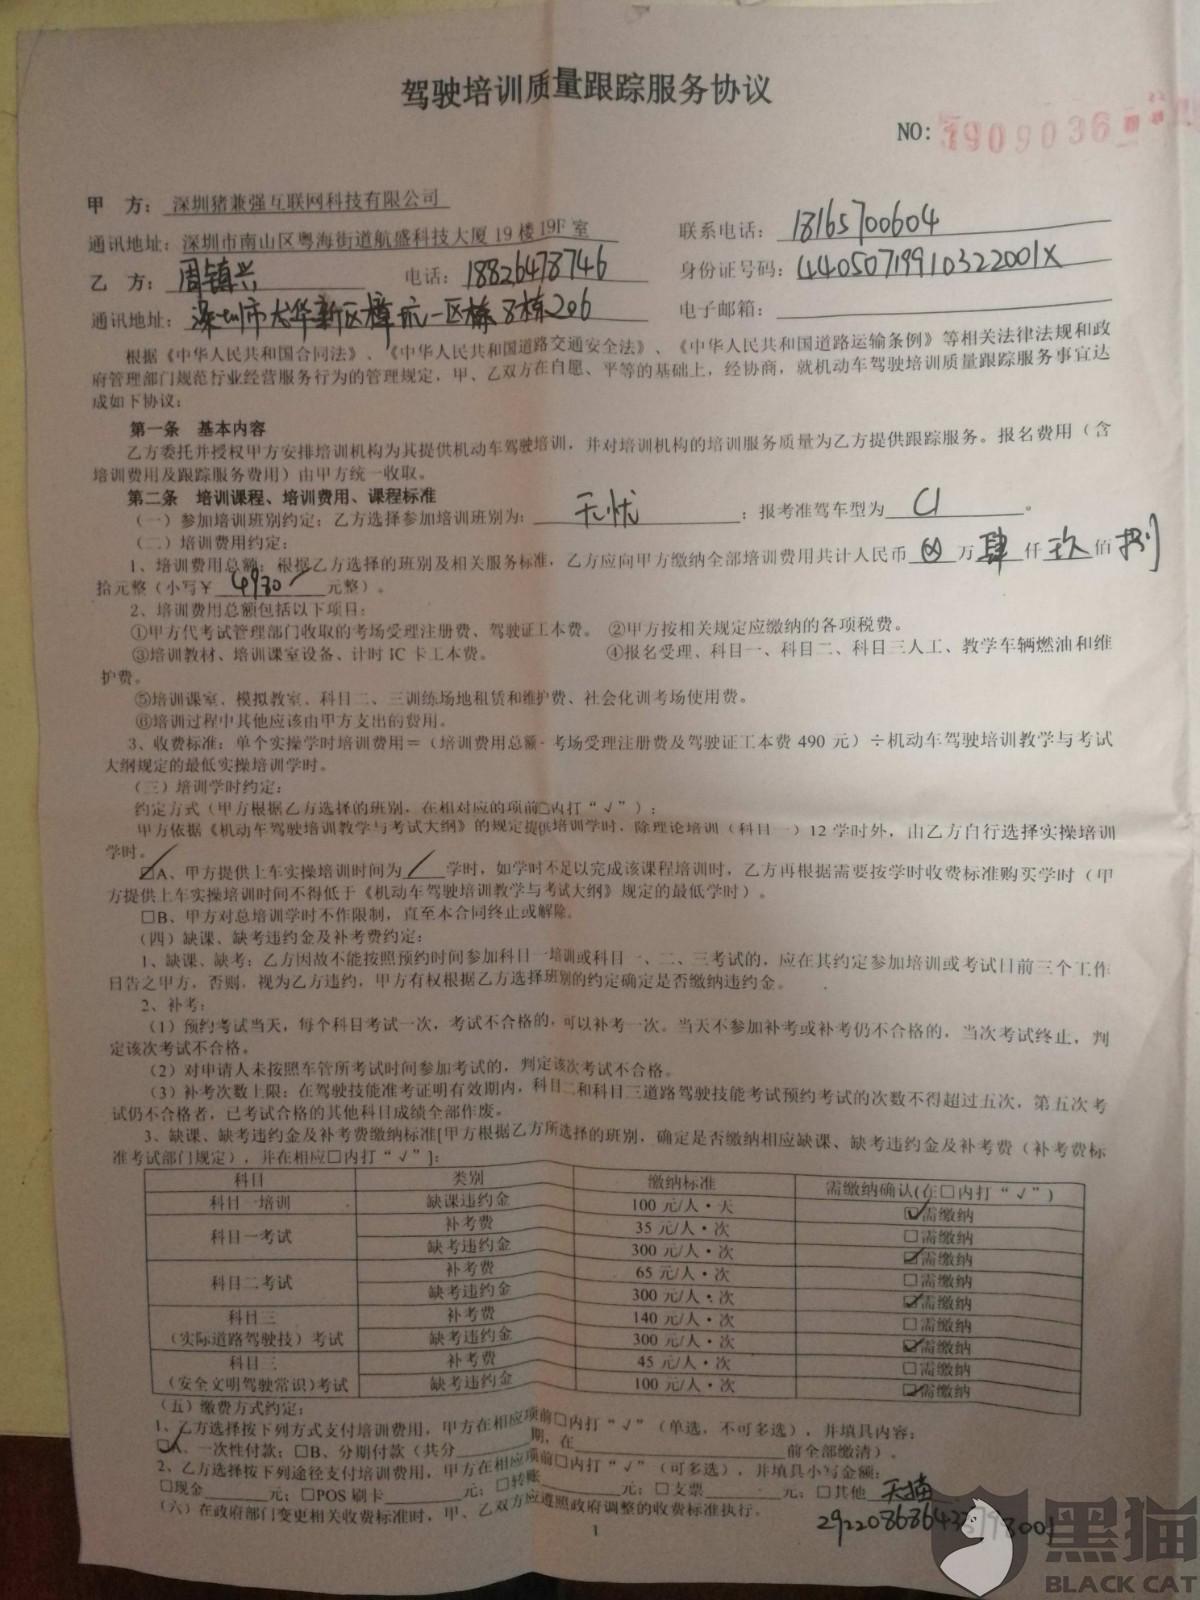 驾驶培训质量跟踪服务协议
NO: 3909036
甲　方： 深圳猪兼强互联网科技有限公司
通讯地址： 深圳市南山区粤海街道航盛科技大厦 19 楼 19F 室 联系电话： 18165700604
乙　方： 周镇兴 电话： 18826478746 身份证号码： 44050719910322001X
通讯地址： 深圳市大华新区樟坑一区栋 8栋206 电子邮箱：
根据《中华人民共和国合同法》、《中华人民共和国道路交通安全法》、《中华人民共和国道路运输条例》等相关法律法规和政
府管理部门规范行业经营服务行为的管理规定，甲、乙双方在自愿、平等的基础上，经协商，就机动车驾驶培训质量跟踪服务事宜达
成如下协议：
第一条　基本内容
乙方委托并授权甲方安排培训机构为其提供机动车驾驶培训，并对培训机构的培训服务质量为乙方提供跟踪服务。报名费用（含
培训费用及跟踪服务费用）由甲方统一收取。
第二条　培训课程、培训费用、课程标准
（一）参加培训班别约定：乙方选择参加培训班别为： 无忧 ；报考准驾车型为 C1 。
（二）培训费用约定：
1、培训费用总额：根据乙方选择的班别及相关服务标准，乙方应向甲方缴纳全部培训费用共计人民币 万 肆 仟 玖 佰 捌
拾元整（小写￥ 4980 元整）。
2、培训费用总额包括以下项目：
①甲方代考试管理部门收取的考场受理注册费、驾驶证工本费。 ②甲方按相关规定应缴纳的各项税费。
③培训教材、培训课室设备、计时 IC 卡工本费。 ④报名受理、科目一、科目二、科目三人工、教学车辆燃油和维
护费。
⑤培训课室、模拟教室、科目二、三训练场地租赁和维护费、社会化训考场使用费。
⑥培训过程中其他应该由甲方支出的费用。
3、收费标准：单个实操学时培训费用＝（培训费用总额- 考场受理注册费及驾驶证工本费 490 元）÷机动车驾驶培训教学与考试
大纲规定的最低实操培训学时。
（三）培训学时约定：
约定方式（甲方根据乙方选择的班别，在相对应的项前□内打“√”）：
甲方依据《机动车驾驶培训教学与考试大纲》的规定提供培训学时，除理论培训（科目一）12 学时外，由乙方自行选择实操培训
学时。
☑A、甲方提供上车实操培训时间为 / 学时，如学时不足以完成该课程培训时，乙方再根据需要按学时收费标准购买学时（甲
方提供上车实操培训时间不得低于《机动车驾驶培训教学与考试大纲》规定的最低学时）。
□B、甲方对总培训学时不作限制，直至本合同终止或解除。
（四）缺课、缺考违约金及补考费约定：
1、缺课、缺考：乙方因故不能按照预约时间参加科目一培训或科目一、二、三考试的，应在其约定参加培训或考试日前三个工作
日告之甲方，否则，视为乙方违约，甲方有权根据乙方选择班别的约定确定是否缴纳违约金。
2、补考：
（1）预约考试当天，每个科目考试一次，考试不合格的，可以补考一次。当天不参加补考或补考仍不合格的，当次考试终止，判
定该次考试不合格。
（2）对申请人未按照车管所考试时间参加考试的，判定该次考试不合格。
（3）补考次数上限：在驾驶技能准考证明有效期内，科目二和科目三道路驾驶技能考试预约考试的次数不得超过五次，第五次考
试仍不合格者，已考试合格的其他科目成绩全部作废。
3、缺课、缺考违约金及补考费缴纳标准[甲方根据乙方所选择的班别，确定是否缴纳相应缺课、缺考违约金及补考费（补考费标
准考试部门规定），并在相应□内打“√”]：
科目 类别 缴纳标准 需缴纳确认(在□内打“√”)
科目一培训 缺课违约金 100 元/人·天 ☑需缴纳
科目一考试 补考费 35 元/人·次 □需缴纳
缺考违约金 300 元/人·次 ☑需缴纳
科目二考试 补考费 65 元/人·次 □需缴纳
缺考违约金 300 元/人·次 ☑需缴纳
科目三（实际道路驾驶技）考试 补考费 140 元/人·次 □需缴纳
缺考违约金 300 元/人·次 ☑需缴纳
科目三（安全文明驾驶常识)考试 补考费 45 元/人·次 □需缴纳
缺考违约金 100 元/人·次 ☑需缴纳
（五）缴费方式约定：
1、乙方选择按下列方式支付培训费用，甲方在相应项前□内打“√”（单选，不可多选），并填具内容：
☑A、一次性付款；□B、分期付款（共分 期，在 前全部缴清）。
2、乙方选择按下列途径支付培训费用，甲方在相应项前□内打“√”（可多选），并填具小写金额：
□现金 元；□POS 刷卡 元；□转账 元；□支票 元；□其他 天猫
（六）在政府部门变更相关收费标准时，甲、乙双方应遵照政府调整的收费标准执行。
1
黑猫
BLACK CAT